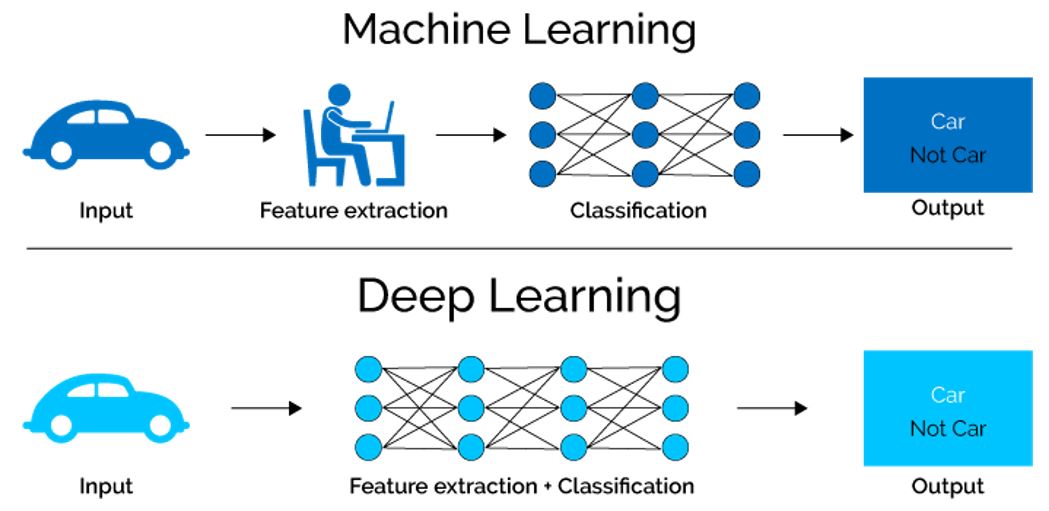 Machine Learning
Car
Not Car
Input
Feature extraction
Classification
Output
Deep Learning
Car
Not Car
Input
Feature extraction + Classification
Output